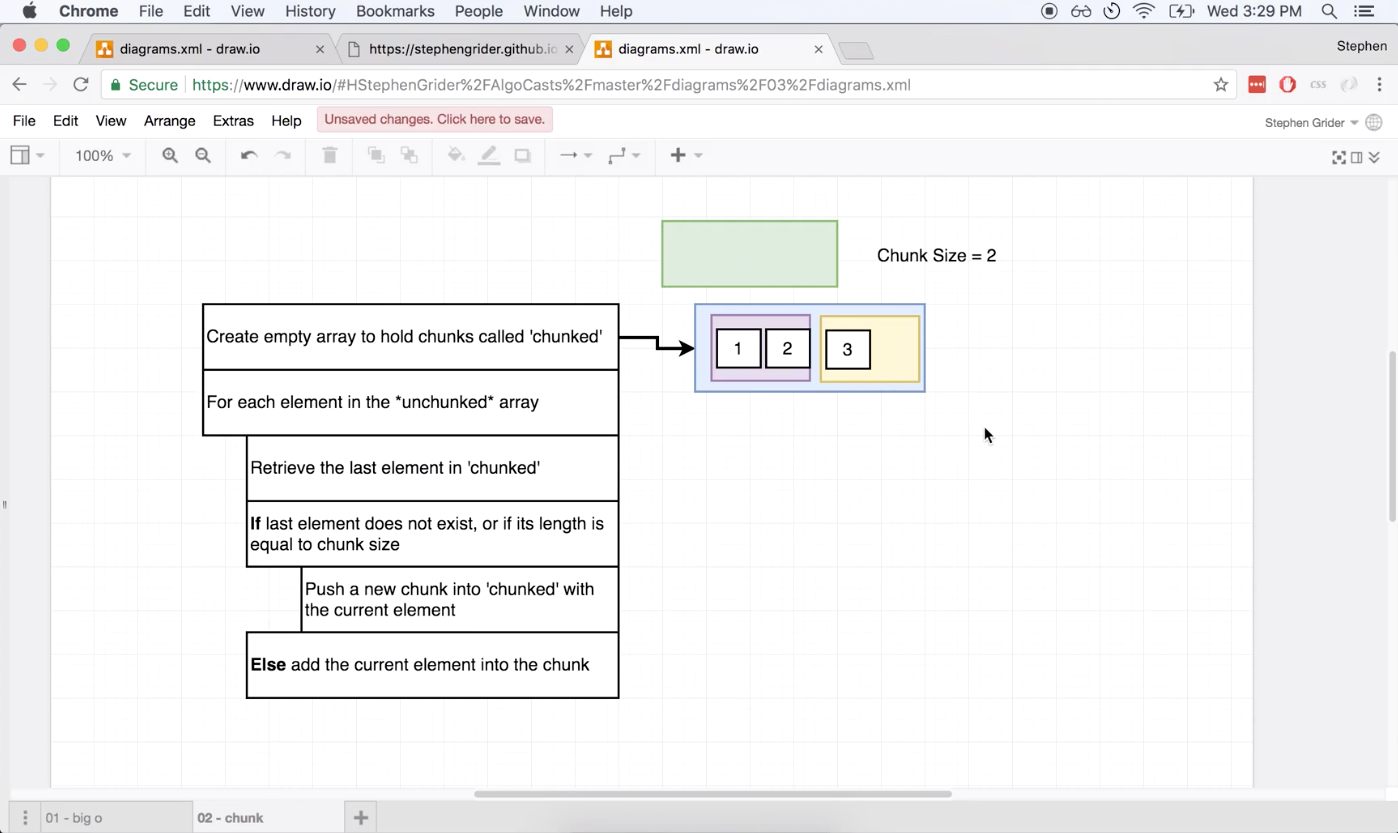 Chrome File Edit View History Bookmarks People Window Help Wed 3:29 PM
diagrams.xml - draw.io https://stephengrider.github.io diagrams.xml - draw.io Stephen
Secure https://www.draw.io/#HStephenGrider%2FAlgoCasts%2Fmaster%2Fdiagrams%2F03%2Fdiagrams.xml css
File Edit View Arrange Extras Help Unsaved changes. Click here to save. Stephen Grider
100%
Chunk Size = 2
Create empty array to hold chunks called 'chunked'
1 2 3
For each element in the *unchunked* array
Retrieve the last element in 'chunked'
If last element does not exist, or if its length is
equal to chunk size
Push a new chunk into 'chunked' with
the current element
Else add the current element into the chunk
01 - big o 02 - chunk